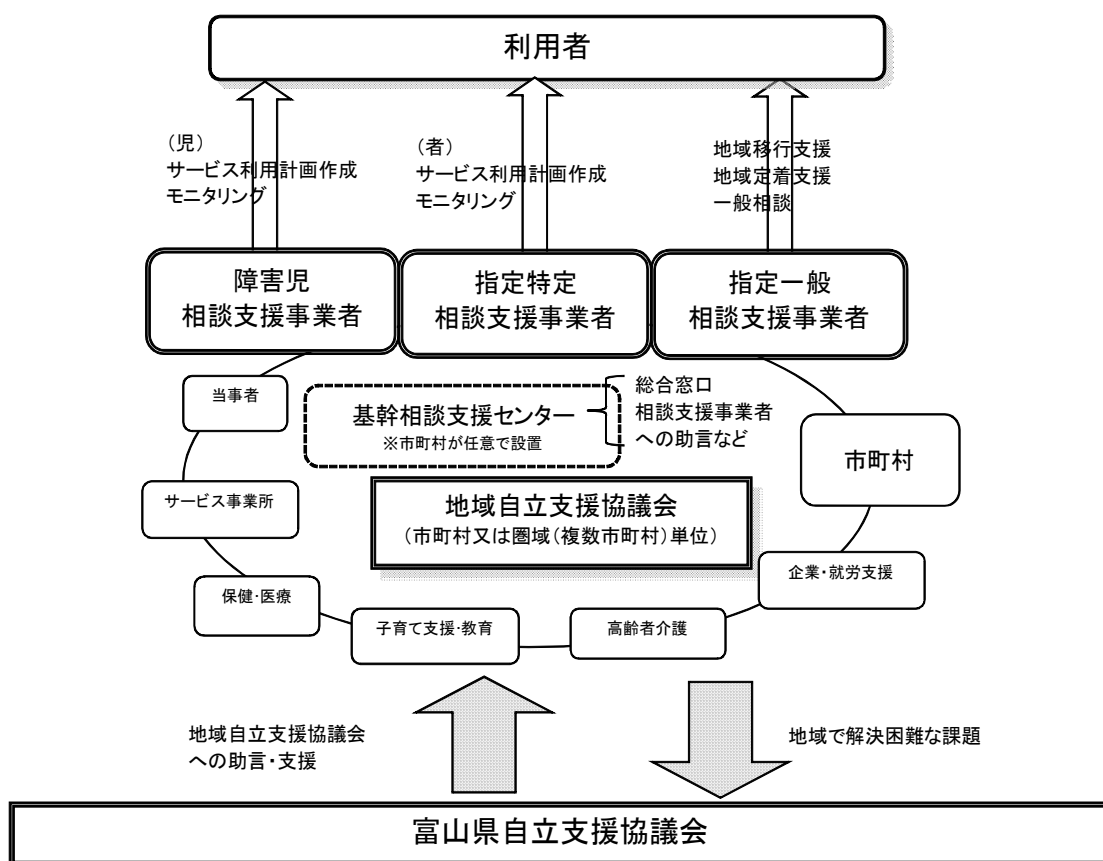 利用者
（児）
サービス利用計画作成
モニタリング
（者）
サービス利用計画作成
モニタリング
地域移行支援
地域定着支援
一般相談
障害児
相談支援事業者
指定特定
相談支援事業者
指定一般
相談支援事業者
当事者
基幹相談支援センター
※市町村が任意で設置
総合窓口
相談支援事業者
への助言など
市町村
サービス事業所
地域自立支援協議会
（市町村又は圏域（複数市町村）単位）
企業・就労支援
保健・医療
子育て支援・教育
高齢者介護
地域自立支援協議会
への助言・支援
地域で解決困難な課題
富山県自立支援協議会